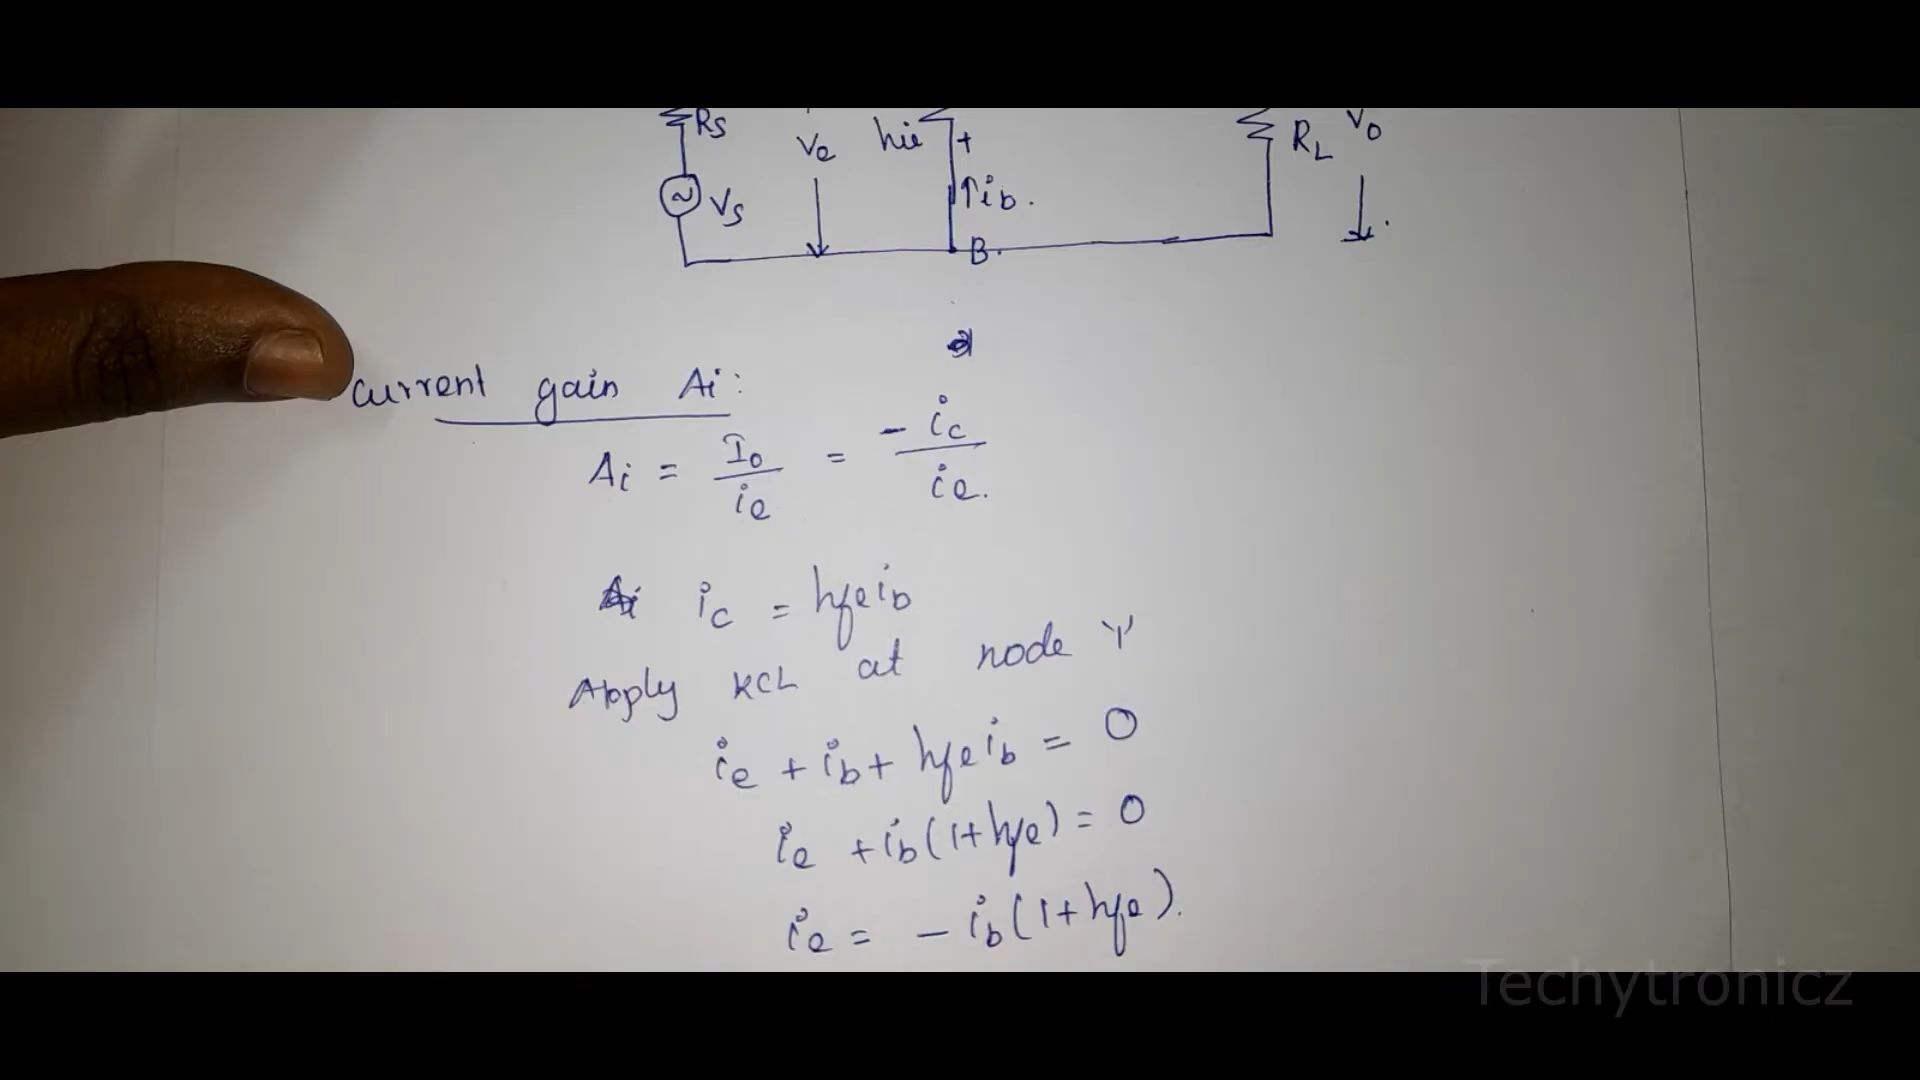 Rs Ve hie + RL Vo
Vs ↑ib.
B.
Current gain Ai:
Ai = Io/ie = -ic/ie.
ic = hfeib
Apply KCL at node '1'
ie + ib + hfeib = 0
ie + ib(1+hfe) = 0
ie = - ib(1+hfe).
Techytronicz